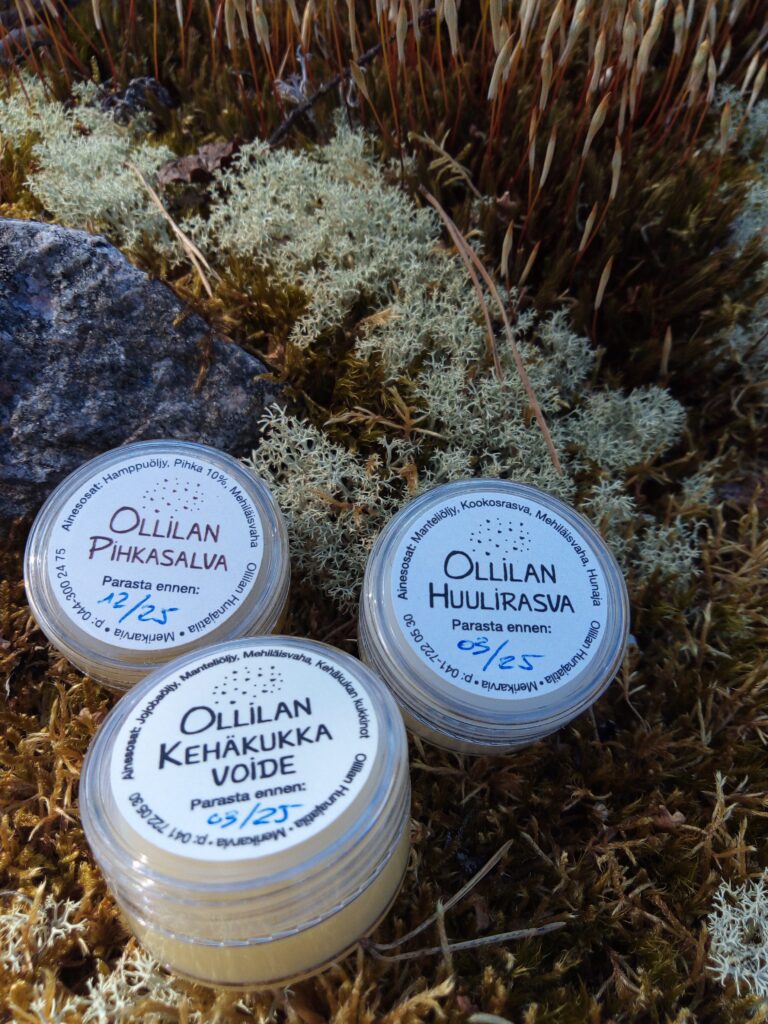 Ainesosat: Hamppuöljy, Pihka 10%, Mehiläisvaha
OLLILAN
PIHKASALVA
Parasta ennen:
12/25
Ollilan Hunajatila • Merikarvia • p: 044-300 24 75
Ainesosat: Manteliöljy, Kookosrasva, Mehiläisvaha, Hunaja
OLLILAN
HUULIRASVA
Parasta ennen:
03/25
Ollilan Hunajatila • Merikarvia • p: 041-722 05 30
Ainesosat: Jojobaöljy, Manteliöljy, Mehiläisvaha, Kehäkukan kukinnot
OLLILAN
KEHÄKUKKA
VOIDE
Parasta ennen:
03/25
Ollilan Hunajatila • Merikarvia • p: 041 722 05 30